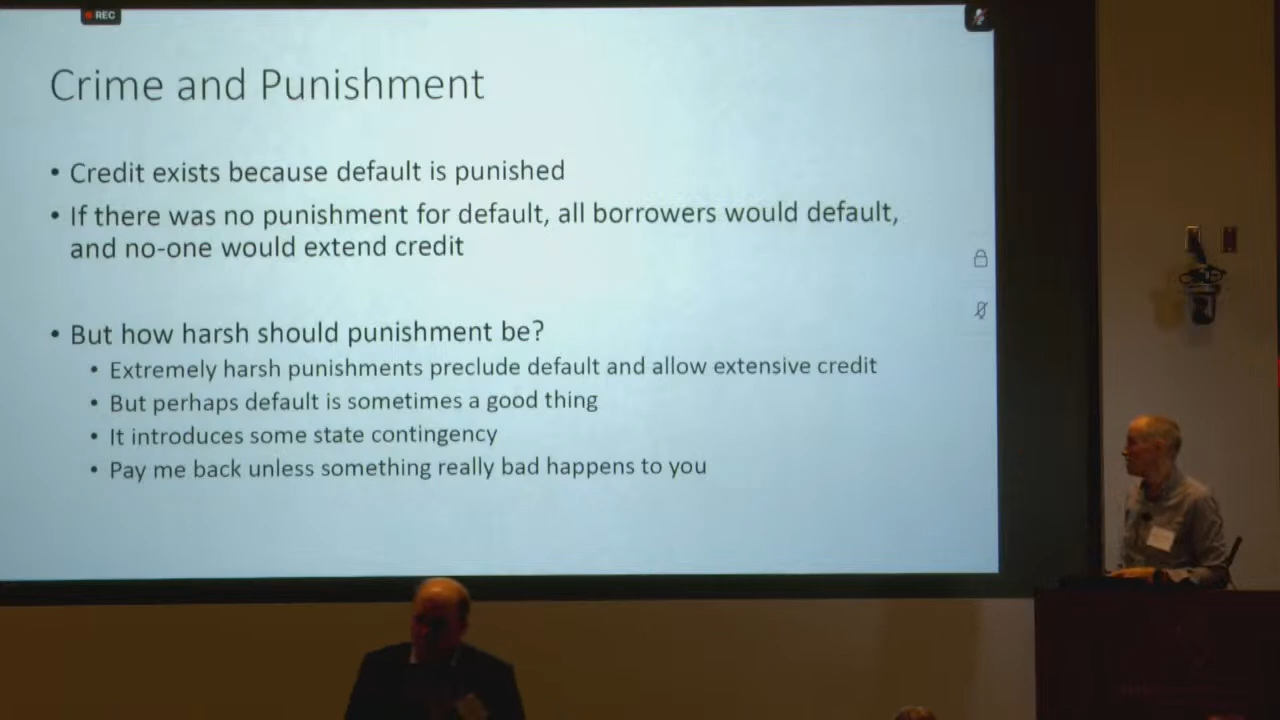 REC
Crime and Punishment
• Credit exists because default is punished
• If there was no punishment for default, all borrowers would default,
and no-one would extend credit
• But how harsh should punishment be?
• Extremely harsh punishments preclude default and allow extensive credit
• But perhaps default is sometimes a good thing
• It introduces some state contingency
• Pay me back unless something really bad happens to you